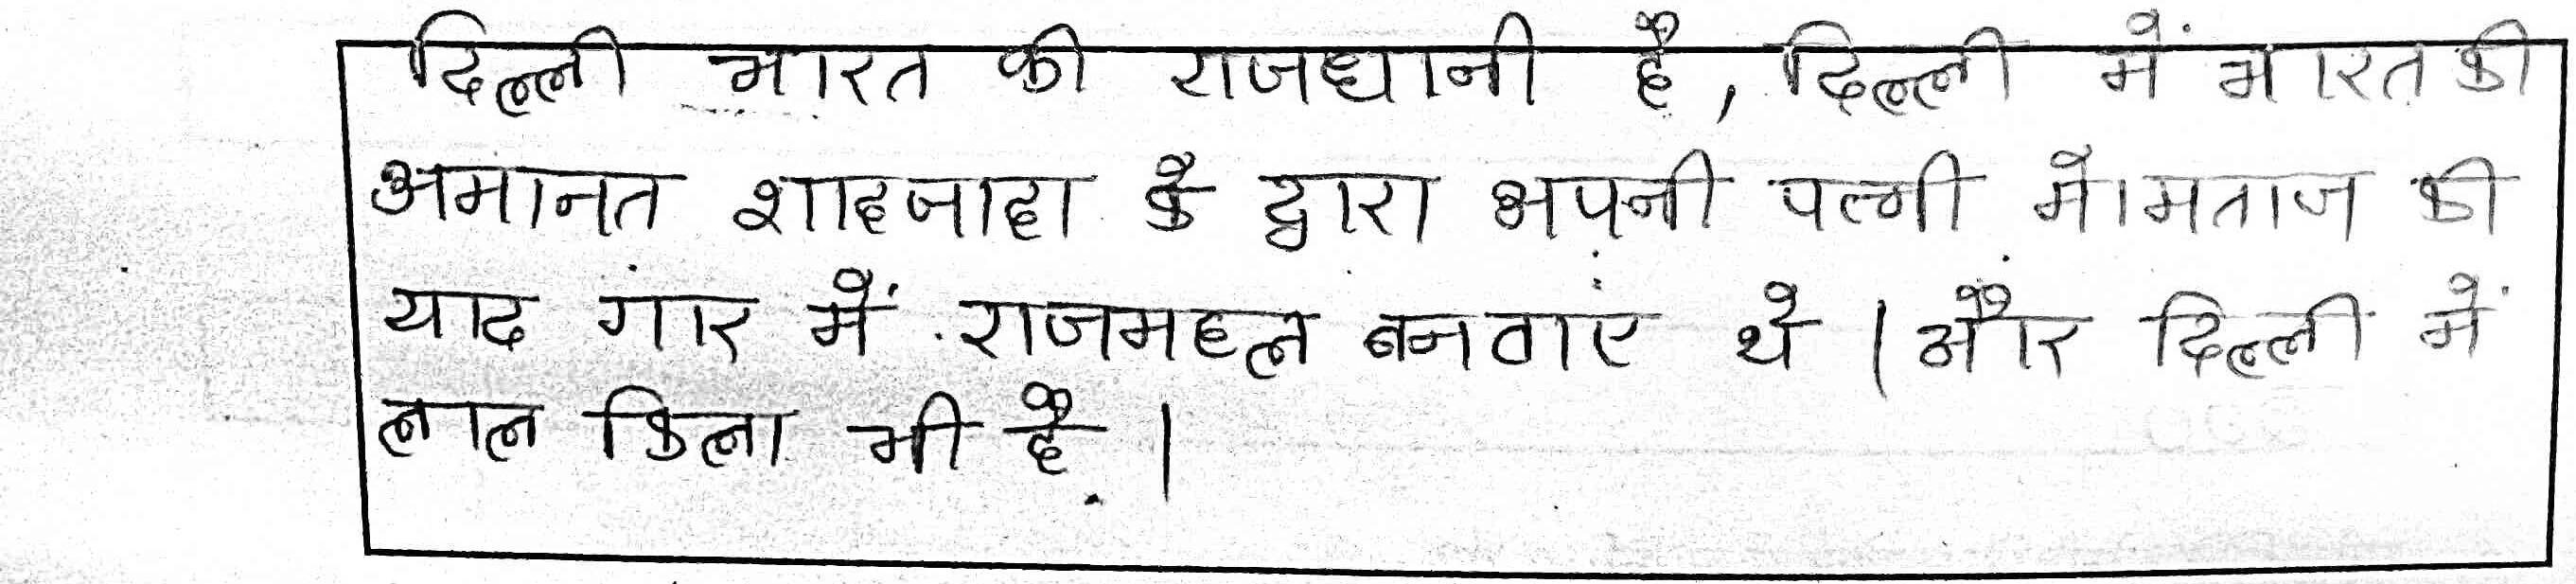 दिल्ली भारत की राजधानी है, दिल्ली में भारत की
अमानत शाहजाहा के द्वारा अपनी पत्नी मोमताज की
याद गार में राजमहल बनवाए थे। और दिल्ली में
लाल किला भी है।